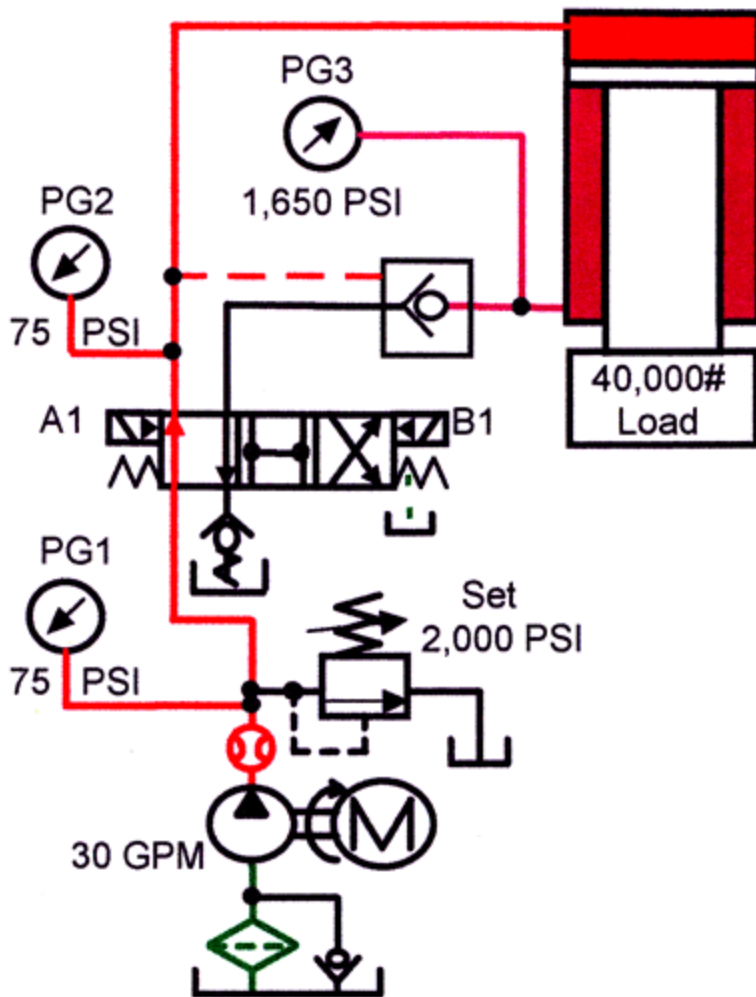 PG3
1,650 PSI
PG2
75 PSI
40,000#
Load
A1
B1
PG1
75 PSI
Set
2,000 PSI
30 GPM
M